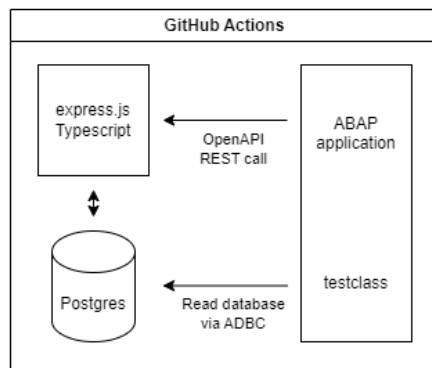 GitHub Actions
express.js
Typescript
OpenAPI
REST call
ABAP
application
Postgres
Read database
via ADBC
testclass